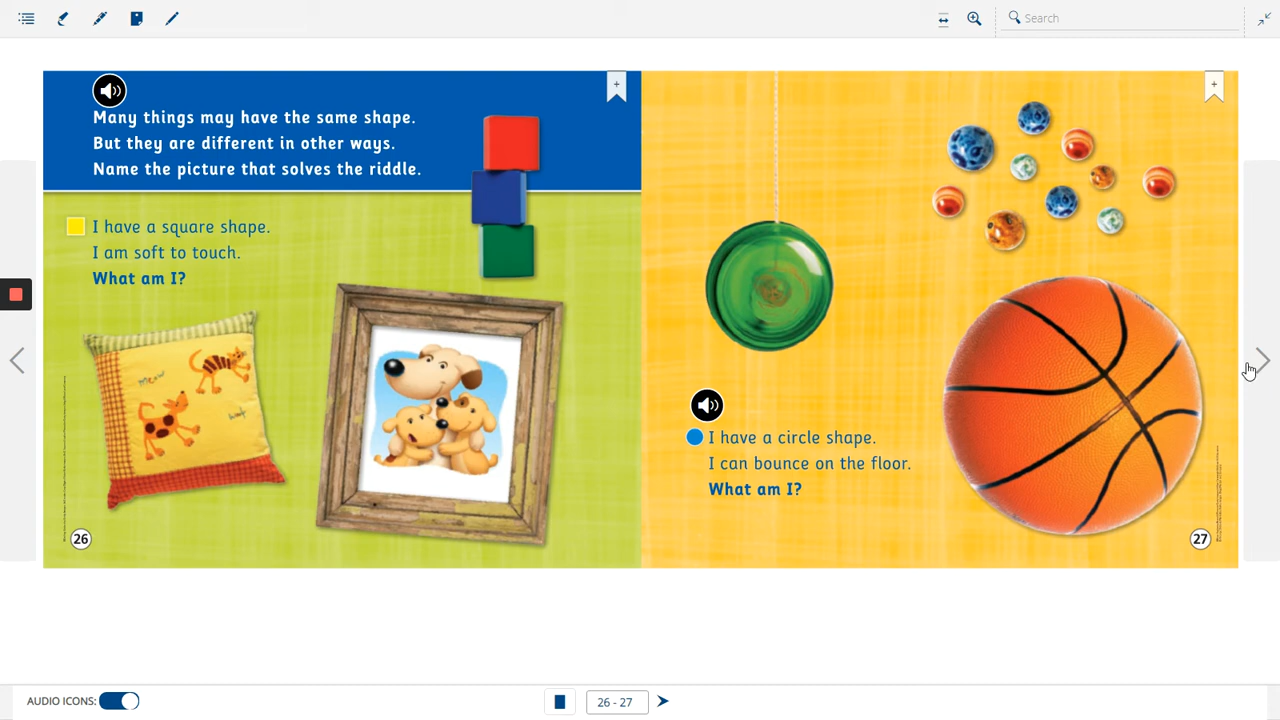 Search
+
+
Many things may have the same shape.
But they are different in other ways.
Name the picture that solves the riddle.
I have a square shape.
I am soft to touch.
What am I?
meow
woof
I have a circle shape.
I can bounce on the floor.
What am I?
26
27
AUDIO ICONS:
26 - 27